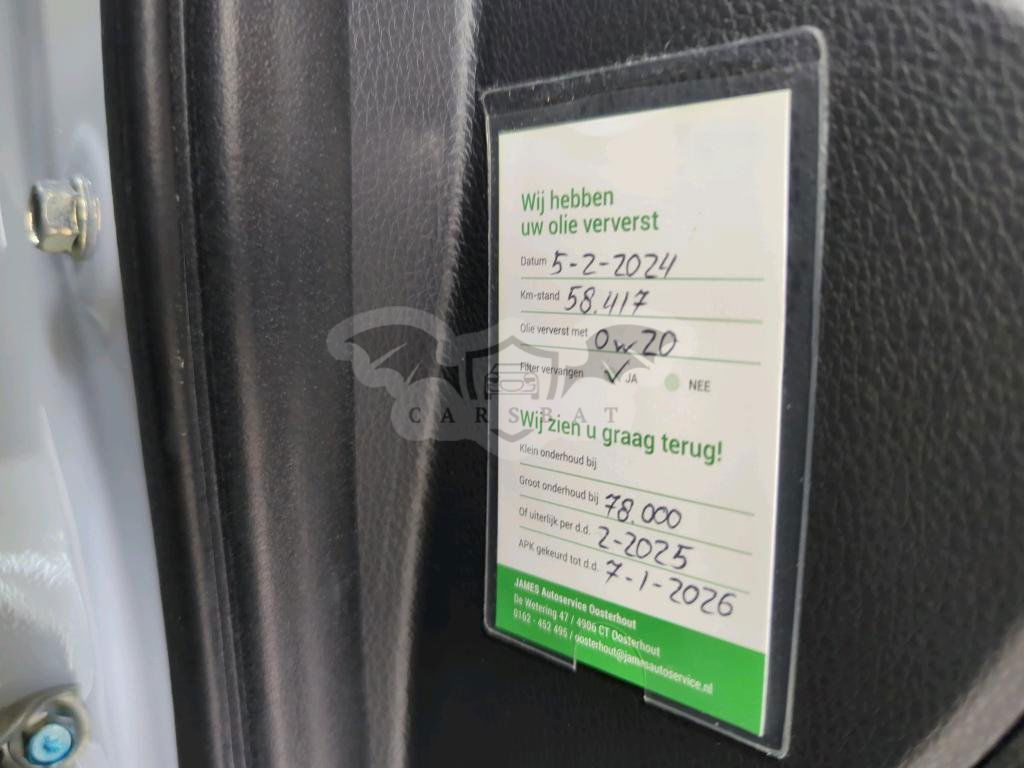 Wij hebben
uw olie ververst
Datum 5-2-2024
Km-stand 58.417
Olie ververst met 0w20
Filter vervangen JA NEE
CARSBAT
Wij zien u graag terug!
Klein onderhoud bij
Groot onderhoud bij 78.000
Of uiterlijk per d.d. 2-2025
APK gekeurd tot d.d. 7-1-2026
JAMES Autoservice Oosterhout
De Wetering 47 / 4906 CT Oosterhout
0162 - 452 495 / oosterhout@jamesautoservice.nl